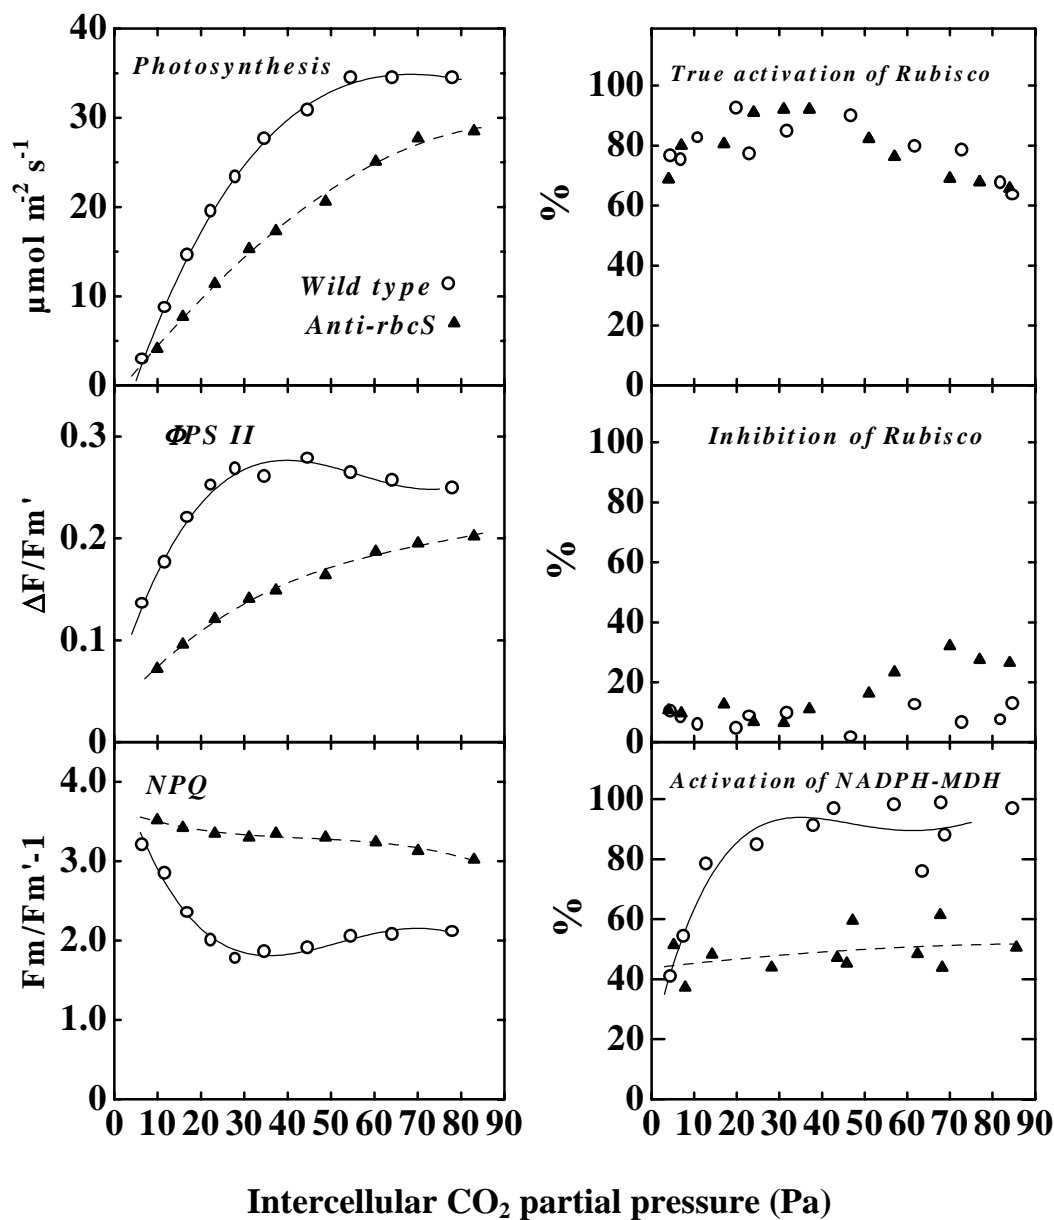 40
30
20
10
0
μmol m-2 s-1
Photosynthesis
Wild type
Anti-rbcS
100
80
60
40
20
0
%
True activation of Rubisco
0.3
0.2
0.1
0
ΔF/Fm'
ΦPS II
100
80
60
40
20
0
%
Inhibition of Rubisco
4.0
3.0
2.0
1.0
0
Fm/Fm'-1
NPQ
0 10 20 30 40 50 60 70 80 90
100
80
60
40
20
0
%
Activation of NADPH-MDH
0 10 20 30 40 50 60 70 80 90
Intercellular CO2 partial pressure (Pa)